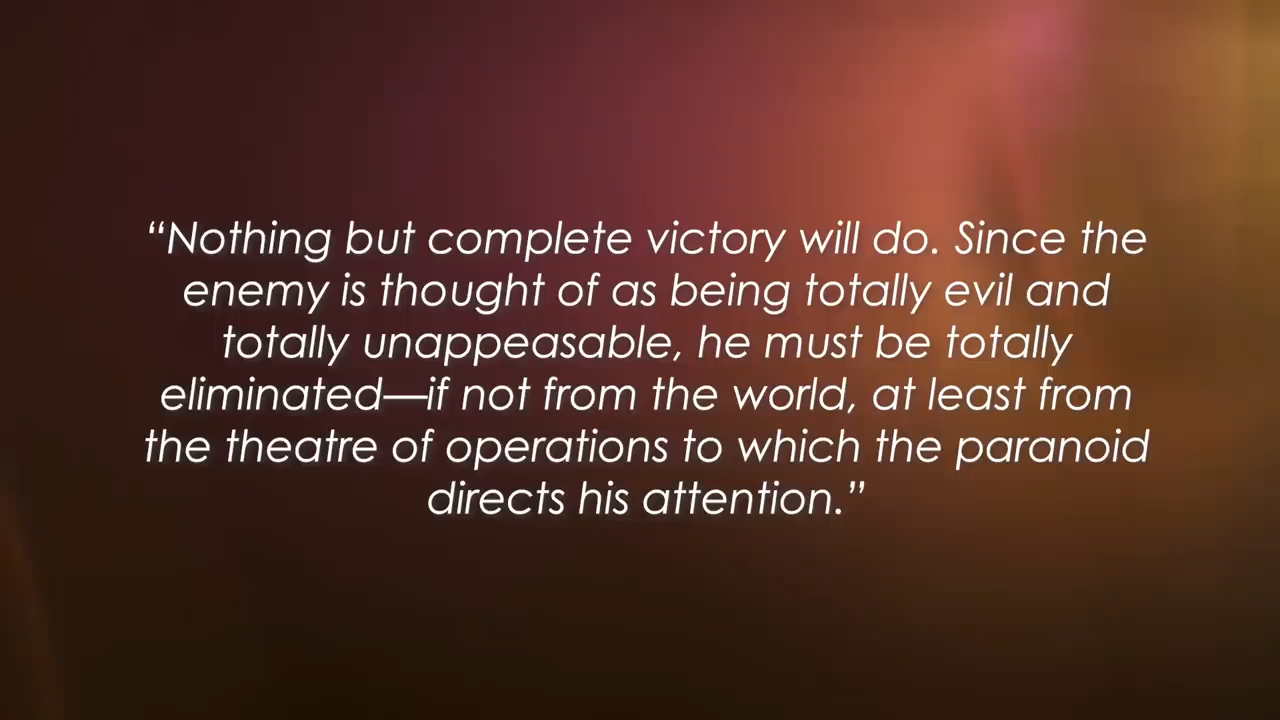 “Nothing but complete victory will do. Since the
enemy is thought of as being totally evil and
totally unappeasable, he must be totally
eliminated—if not from the world, at least from
the theatre of operations to which the paranoid
directs his attention.”